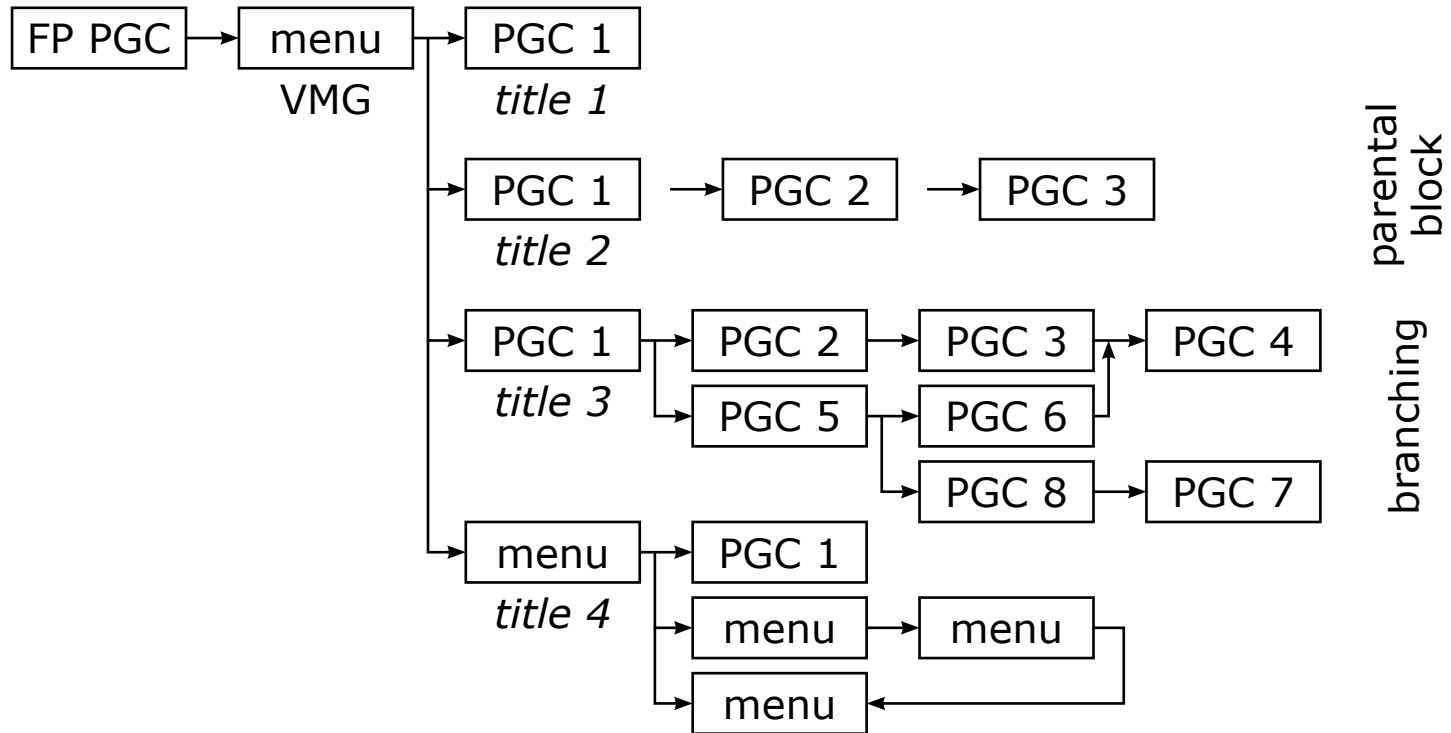 FP PGC
menu
PGC 1
VMG
title 1
PGC 1
PGC 2
PGC 3
title 2
parental
block
PGC 1
PGC 2
PGC 3
PGC 4
title 3
PGC 5
PGC 6
PGC 8
PGC 7
branching
menu
PGC 1
title 4
menu
menu
menu